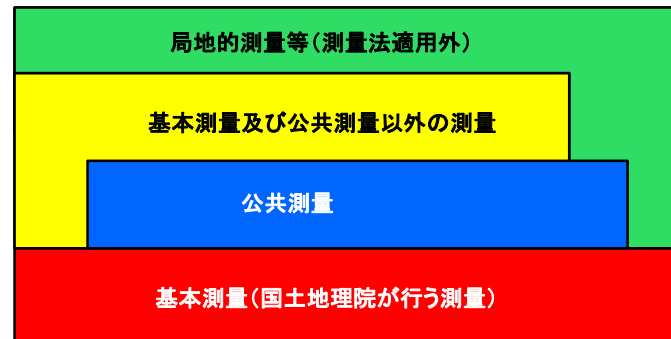 局地的測量等(測量法適用外)
基本測量及び公共測量以外の測量
公共測量
基本測量(国土地理院が行う測量)